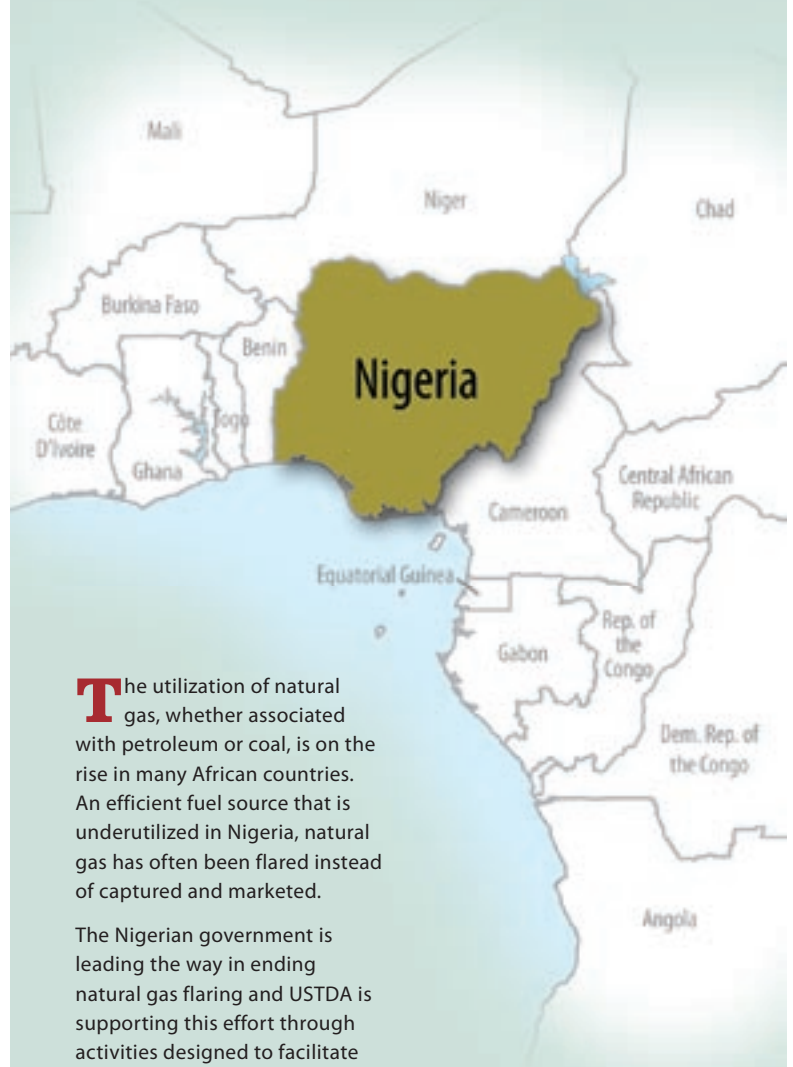 Mali
Niger
Chad
Burkina Faso
Benin
Nigeria
Côte
D'Ivoire
Togo
Ghana
Central African
Republic
Cameroon
Equatorial Guinea
Rep. of
the
Congo
Gabon
Dem. Rep. of
the Congo
Angola
The utilization of natural
gas, whether associated
with petroleum or coal, is on the
rise in many African countries.
An efficient fuel source that is
underutilized in Nigeria, natural
gas has often been flared instead
of captured and marketed.
The Nigerian government is
leading the way in ending
natural gas flaring and USTDA is
supporting this effort through
activities designed to facilitate